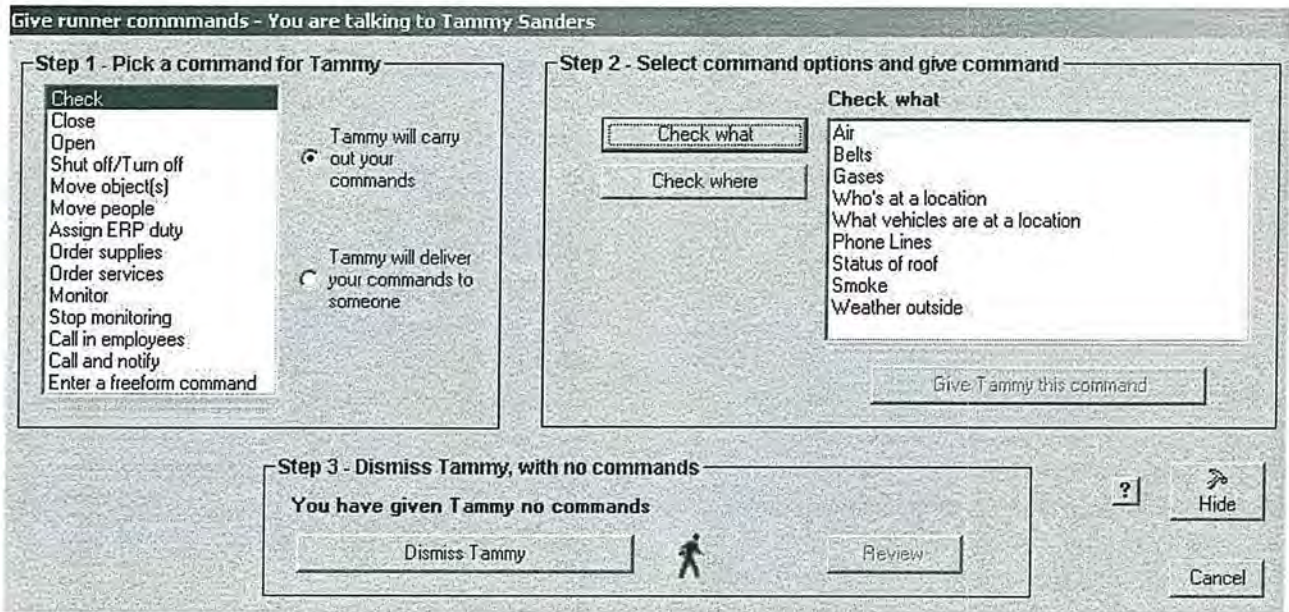 Give runner commmands - You are talking to Tammy Sanders
Step 1 - Pick a command for Tammy
Check
Close
Open
Shut off/Turn off
Move object(s)
Move people
Assign ERP duty
Order supplies
Order services
Monitor
Stop monitoring
Call in employees
Call and notify
Enter a freeform command
Tammy will carry
out your
commands
Tammy will deliver
your commands to
someone
Step 2 - Select command options and give command
Check what
Check where
Check what
Air
Belts
Gases
Who's at a location
What vehicles are at a location
Phone Lines
Status of roof
Smoke
Weather outside
Give Tammy this command
Step 3 - Dismiss Tammy, with no commands
You have given Tammy no commands
Dismiss Tammy
Review
?
Hide
Cancel